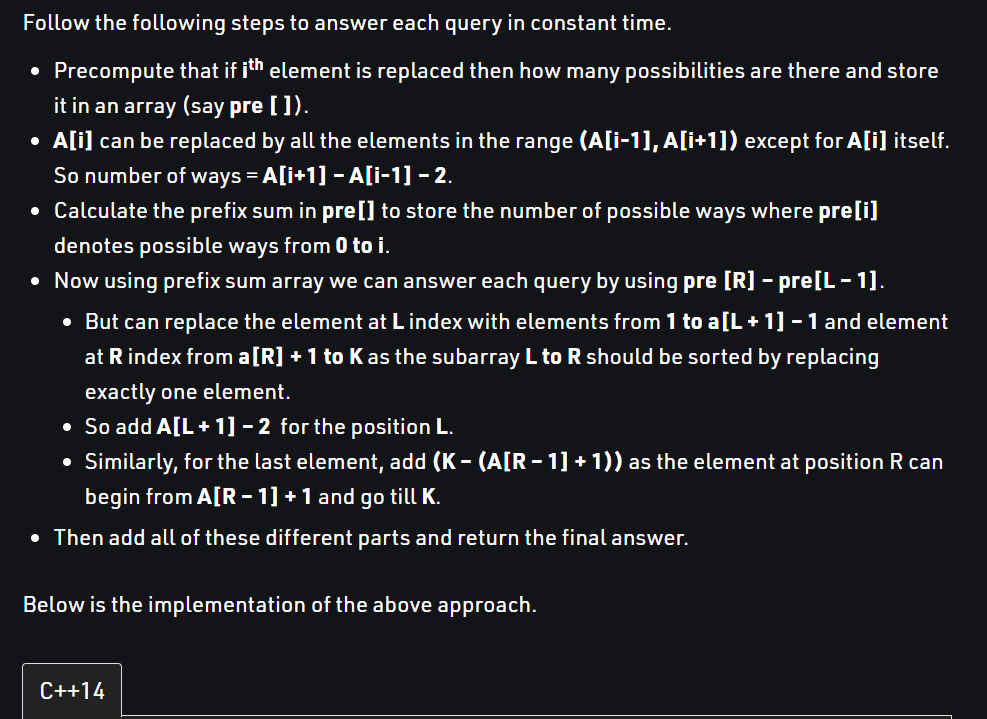 Follow the following steps to answer each query in constant time.
• Precompute that if ith element is replaced then how many possibilities are there and store
it in an array (say pre [ ]).
• A[i] can be replaced by all the elements in the range (A[i-1], A[i+1]) except for A[i] itself.
So number of ways = A[i+1] – A[i-1] – 2.
• Calculate the prefix sum in pre[] to store the number of possible ways where pre[i]
denotes possible ways from 0 to i.
• Now using prefix sum array we can answer each query by using pre [R] – pre[L – 1].
• But can replace the element at L index with elements from 1 to a[L + 1] – 1 and element
at R index from a[R] + 1 to K as the subarray L to R should be sorted by replacing
exactly one element.
• So add A[L + 1] – 2 for the position L.
• Similarly, for the last element, add (K – (A[R – 1] + 1)) as the element at position R can
begin from A[R – 1] + 1 and go till K.
• Then add all of these different parts and return the final answer.
Below is the implementation of the above approach.
C++14